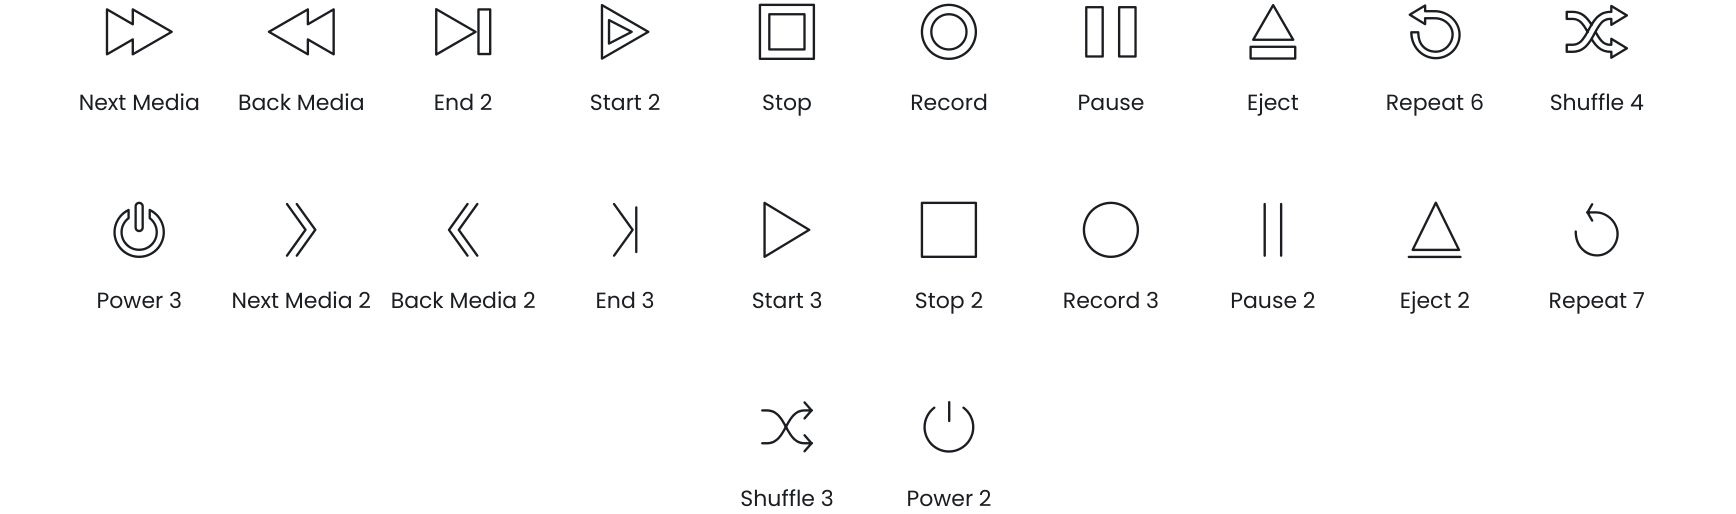 Next Media Back Media End 2 Start 2 Stop Record Pause Eject Repeat 6 Shuffle 4
Power 3 Next Media 2 Back Media 2 End 3 Start 3 Stop 2 Record 3 Pause 2 Eject 2 Repeat 7
Shuffle 3 Power 2